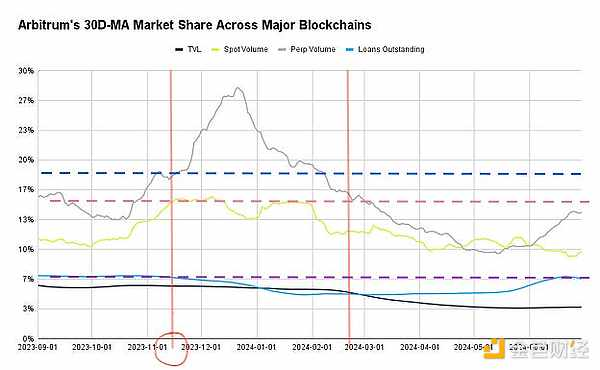 Arbitrum's 30D-MA Market Share Across Major Blockchains
TVL Spot Volume Perp Volume Loans Outstanding
30%
27%
23%
20%
17%
13%
10%
7%
3%
0%
2023-09-01 2023-10-01 2023-11-01 2023-12-01 2024-01-01 2024-02-01 2024-03-01 2024-04-01 2024-05-01
金色财经